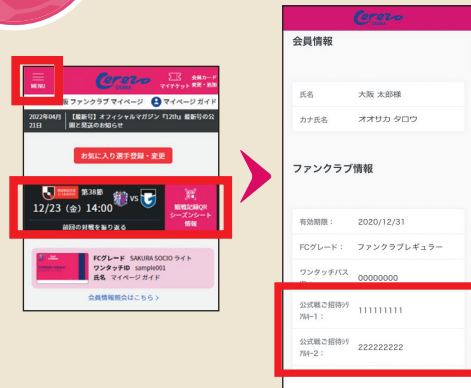 MENU
Cerezo
OSAKA
マイチケット
会員カード
変更・追加
ファンクラブ マイページ
マイページ ガイド
2022年04月21日
【最新号】オフィシャルマガジン『12th』最新号の公開と発送のお知らせ
お気に入り選手登録・変更
第38節
12/23（金）14:00
VS
観戦記録QR
シーズンシート
情報
前回の対戦を振り返る
FCグレード SAKURA SOCIO ライト
ワンタッチID sample001
氏名 マイページ ガイド
会員情報照会はこちら >
Cerezo
会員情報
氏名 大阪 太郎様
カナ氏名 オオサカ タロウ
ファンクラブ情報
有効期限： 2020/12/31
FCグレード： ファンクラブレギュラー
ワンタッチパス 00000000
公式戦ご招待ｼﾘ
ｱﾙｷｰ1： 111111111
公式戦ご招待ｼﾘ
ｱﾙｷｰ2： 222222222